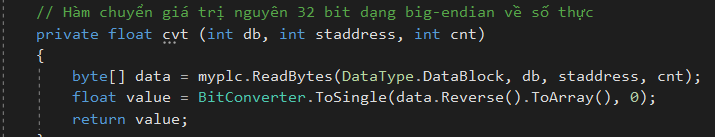 // Hàm chuyển giá trị nguyên 32 bit dạng big-endian về số thực
private float cvt (int db, int staddress, int cnt)
{
byte[] data = myplc.ReadBytes(DataType.DataBlock, db, staddress, cnt);
float value = BitConverter.ToSingle(data.Reverse().ToArray(), 0);
return value;